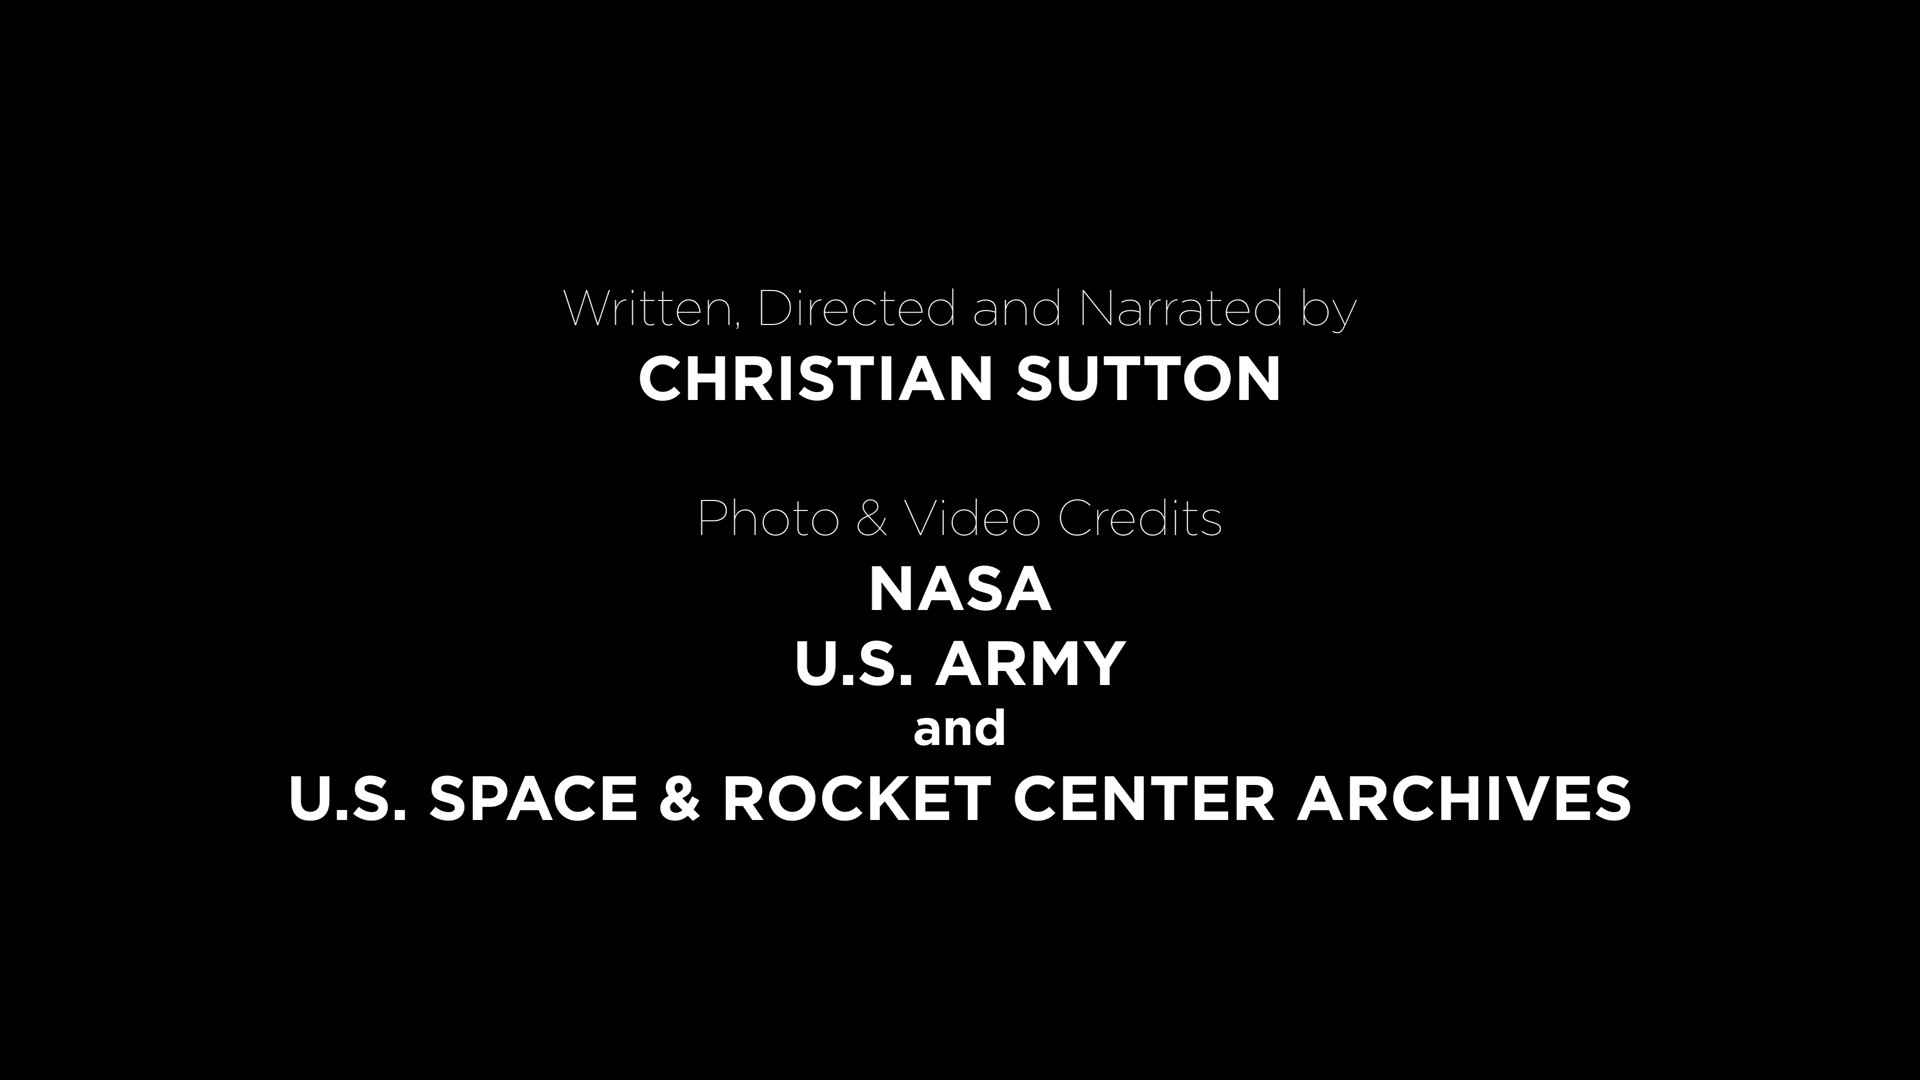 Written, Directed and Narrated by
CHRISTIAN SUTTON
Photo & Video Credits
NASA
U.S. ARMY
and
U.S. SPACE & ROCKET CENTER ARCHIVES